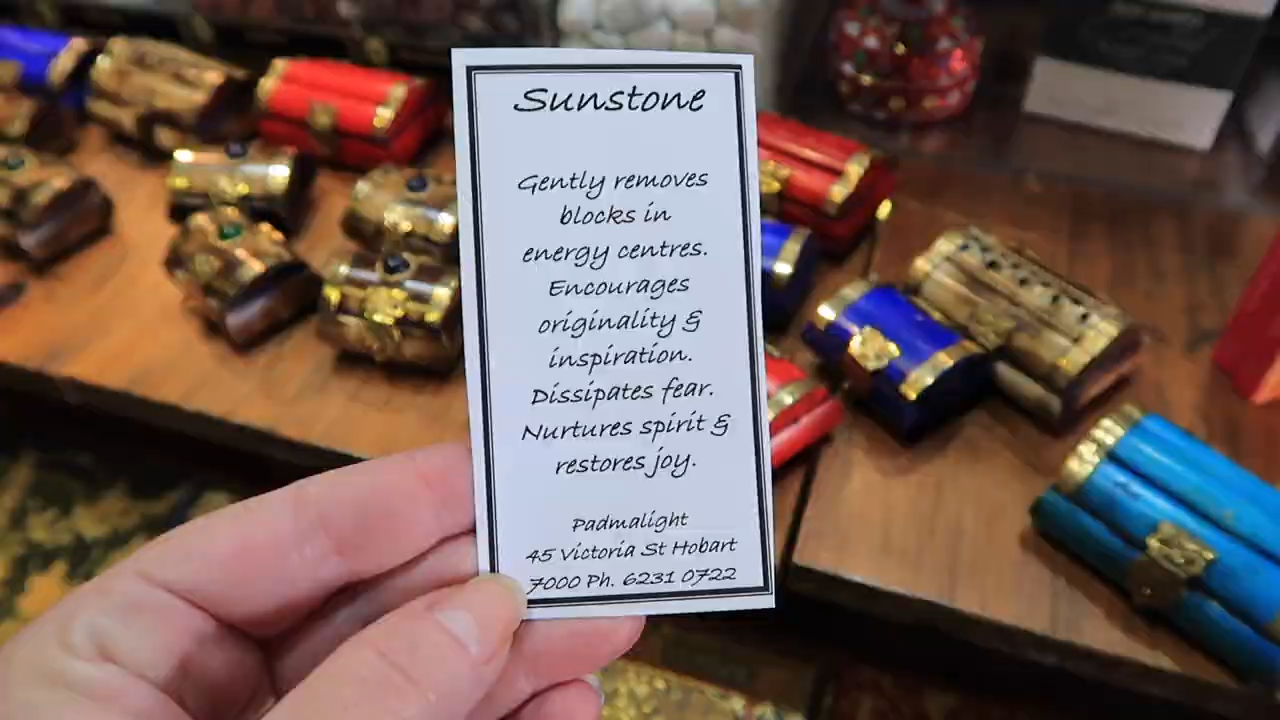 Sunstone
Gently removes
blocks in
energy centres.
Encourages
originality &
inspiration.
Dissipates fear.
Nurtures spirit &
restores joy.
Padmalight
45 Victoria St Hobart
7000 Ph. 6231 0722